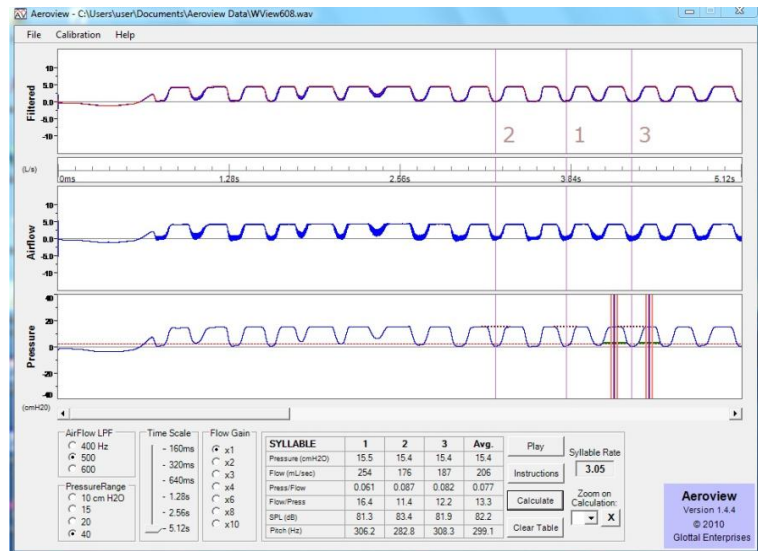 Aeroview - C:\Users\user\Documents\Aeroview Data\WView608.wav
File Calibration Help
Filtered
10
5.0
0.0
-5.0
-10
2 1 3
(L/s)
0ms 1.28s 2.56s 3.84s 5.12s
Airflow
10
5.0
0.0
-5.0
-10
Pressure
40
20
0
-20
-40
(cmH20)
AirFlow LPF
400 Hz
500
600
PressureRange
10 cm H2O
15
20
40
Time Scale
- 160ms
- 320ms
- 640ms
- 1.28s
- 2.56s
- 5.12s
Flow Gain
x1
x2
x3
x4
x6
x8
x10
SYLLABLE 1 2 3 Avg.
Pressure (cmH2O) 15.5 15.4 15.4 15.4
Flow (mL/sec) 254 176 187 206
Press/Flow 0.061 0.087 0.082 0.077
Flow/Press 16.4 11.4 12.2 13.3
SPL (dB) 81.3 83.4 81.9 82.2
Pitch (Hz) 306.2 282.8 308.3 299.1
Play
Instructions
Calculate
Clear Table
Syllable Rate
3.05
Zoom on
Calculation:
X
Aeroview
Version 1.4.4
© 2010
Glottal Enterprises